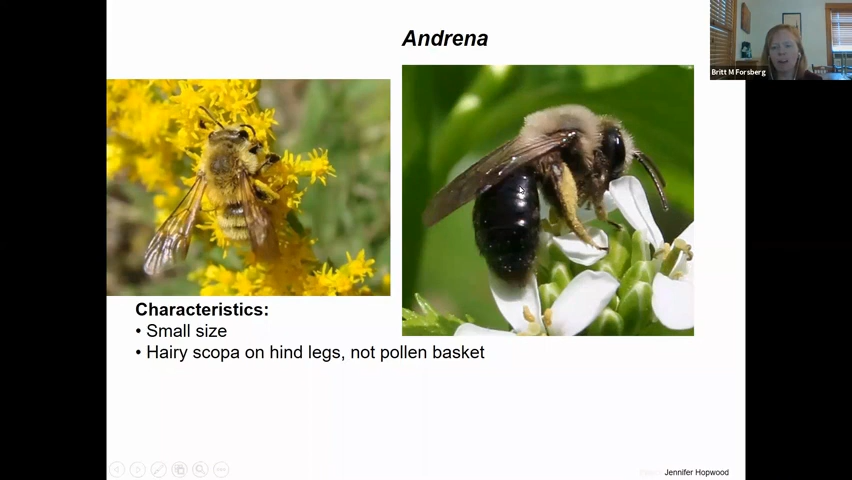 Andrena
Britt M Forsberg
Characteristics:
• Small size
• Hairy scopa on hind legs, not pollen basket
Jennifer Hopwood